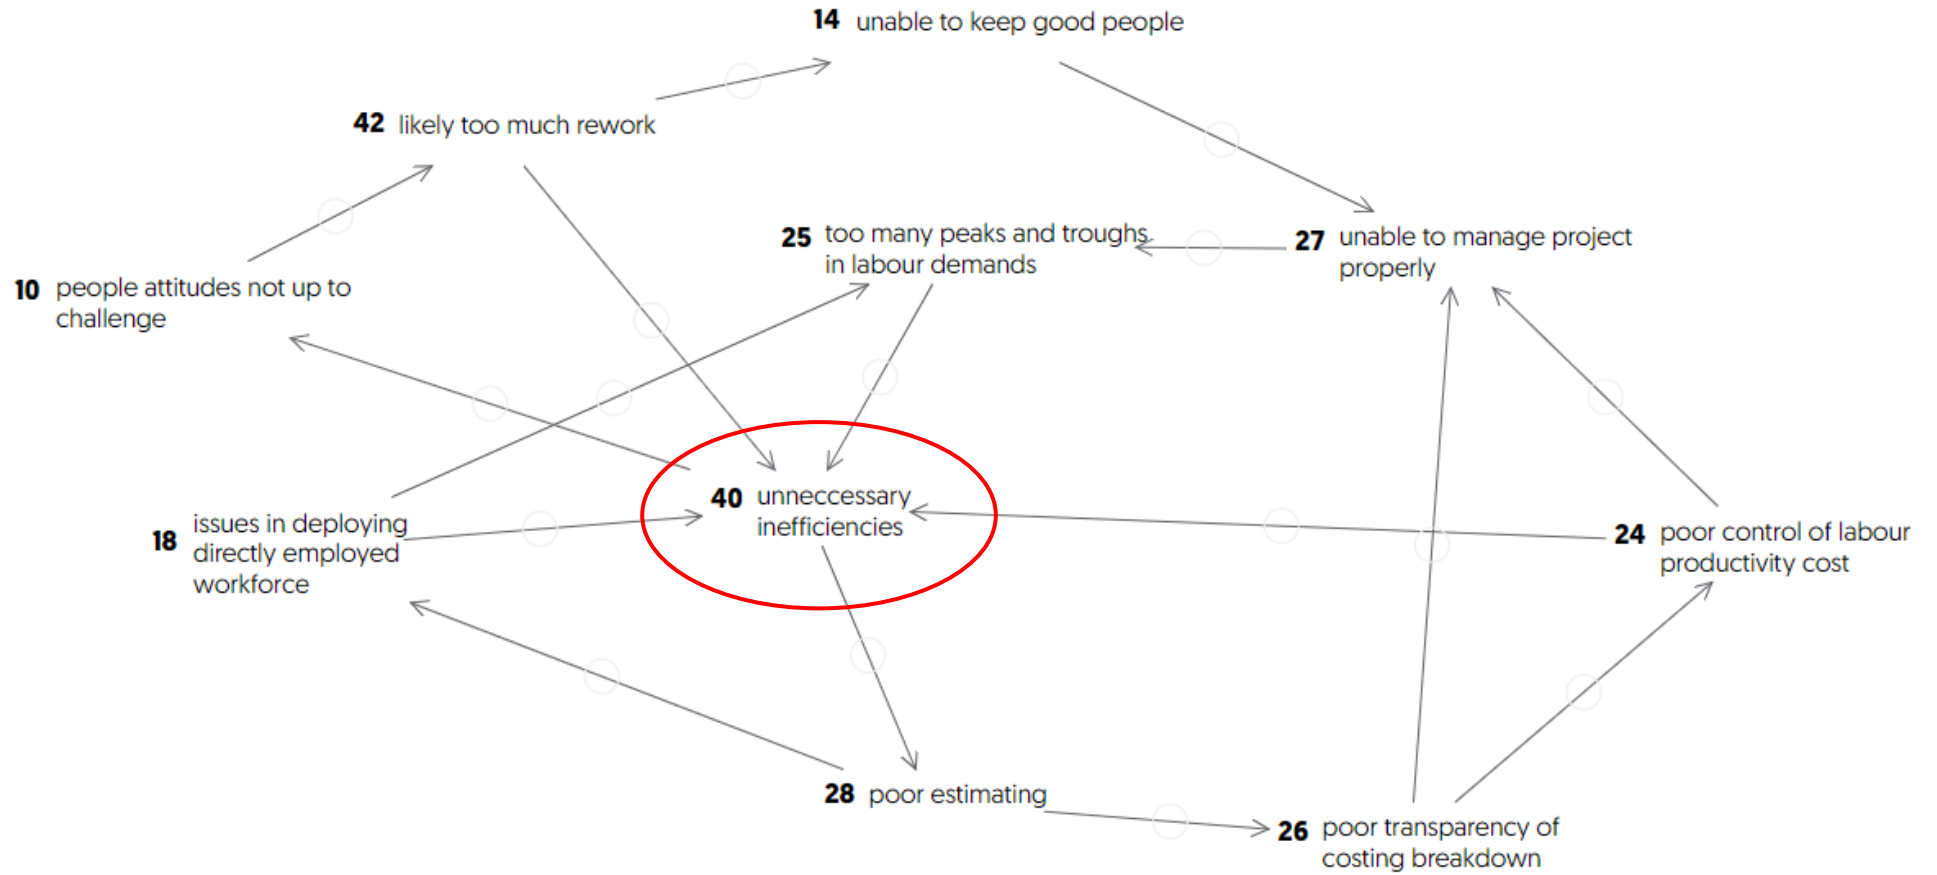 14 unable to keep good people
42 likely too much rework
25 too many peaks and troughs
in labour demands
27 unable to manage project
properly
10 people attitudes not up to
challenge
40 unneccessary
inefficiencies
18 issues in deploying
directly employed
workforce
24 poor control of labour
productivity cost
28 poor estimating
26 poor transparency of
costing breakdown